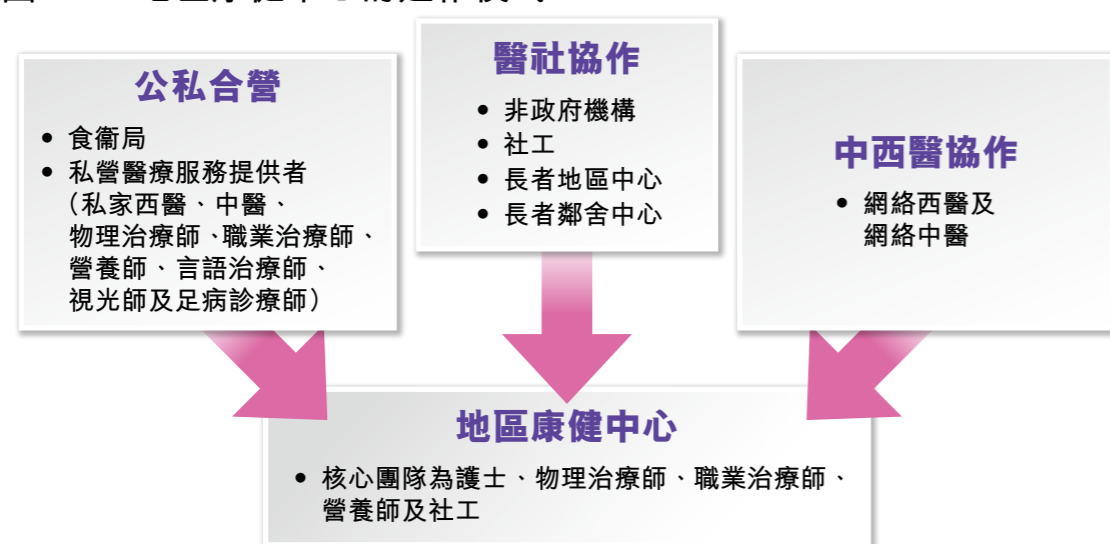 公私合營
• 食衞局
• 私營醫療服務提供者
（私家西醫、中醫、
物理治療師、職業治療師、
營養師、言語治療師、
視光師及足病診療師）
醫社協作
• 非政府機構
• 社工
• 長者地區中心
• 長者鄰舍中心
中西醫協作
• 網絡西醫及
網絡中醫
地區康健中心
• 核心團隊為護士、物理治療師、職業治療師、
營養師及社工